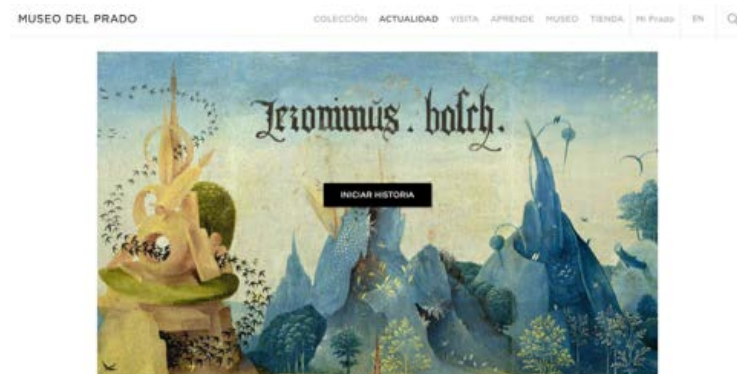 MUSEO DEL PRADO
COLECCIÓN ACTUALIDAD VISITA APRENDE MUSEO TIENDA Mi Prado EN
Jeronimus . bosch.
INICIAR HISTORIA